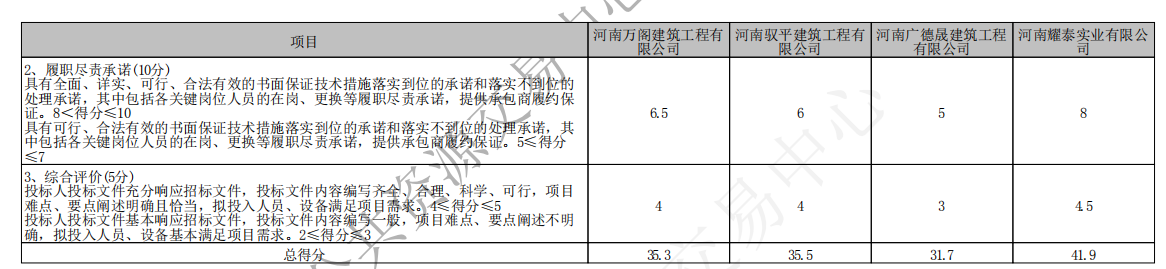 项目
河南万阁建筑工程有
限公司
河南驭平建筑工程有
限公司
河南广德晟建筑工程
有限公司
河南耀泰实业有限公
司
2、履职尽责承诺(10分)
具有全面、详实、可行、合法有效的书面保证技术措施落实到位的承诺和落实不到位的
处理承诺，其中包括各关键岗位人员的在岗、更换等履职尽责承诺，提供承包商履约保
证。8＜得分≤10
具有可行、合法有效的书面保证技术措施落实到位的承诺和落实不到位的处理承诺，其
中包括各关键岗位人员的在岗、更换等履职尽责承诺，提供承包商履约保证。5≤得分
≤7
6.5
6
5
8
3、综合评价(5分)
投标人投标文件充分响应招标文件，投标文件内容编写齐全、合理、科学、可行，项目
难点、要点阐述明确且恰当，拟投入人员、设备满足项目需求。4≤得分≤5
投标人投标文件基本响应招标文件，投标文件内容编写一般，项目难点、要点阐述不明
确，拟投入人员、设备基本满足项目需求。2≤得分≤3
4
4
3
4.5
总得分
35.3
35.5
31.7
41.9
公共资源交易中心
交易中心